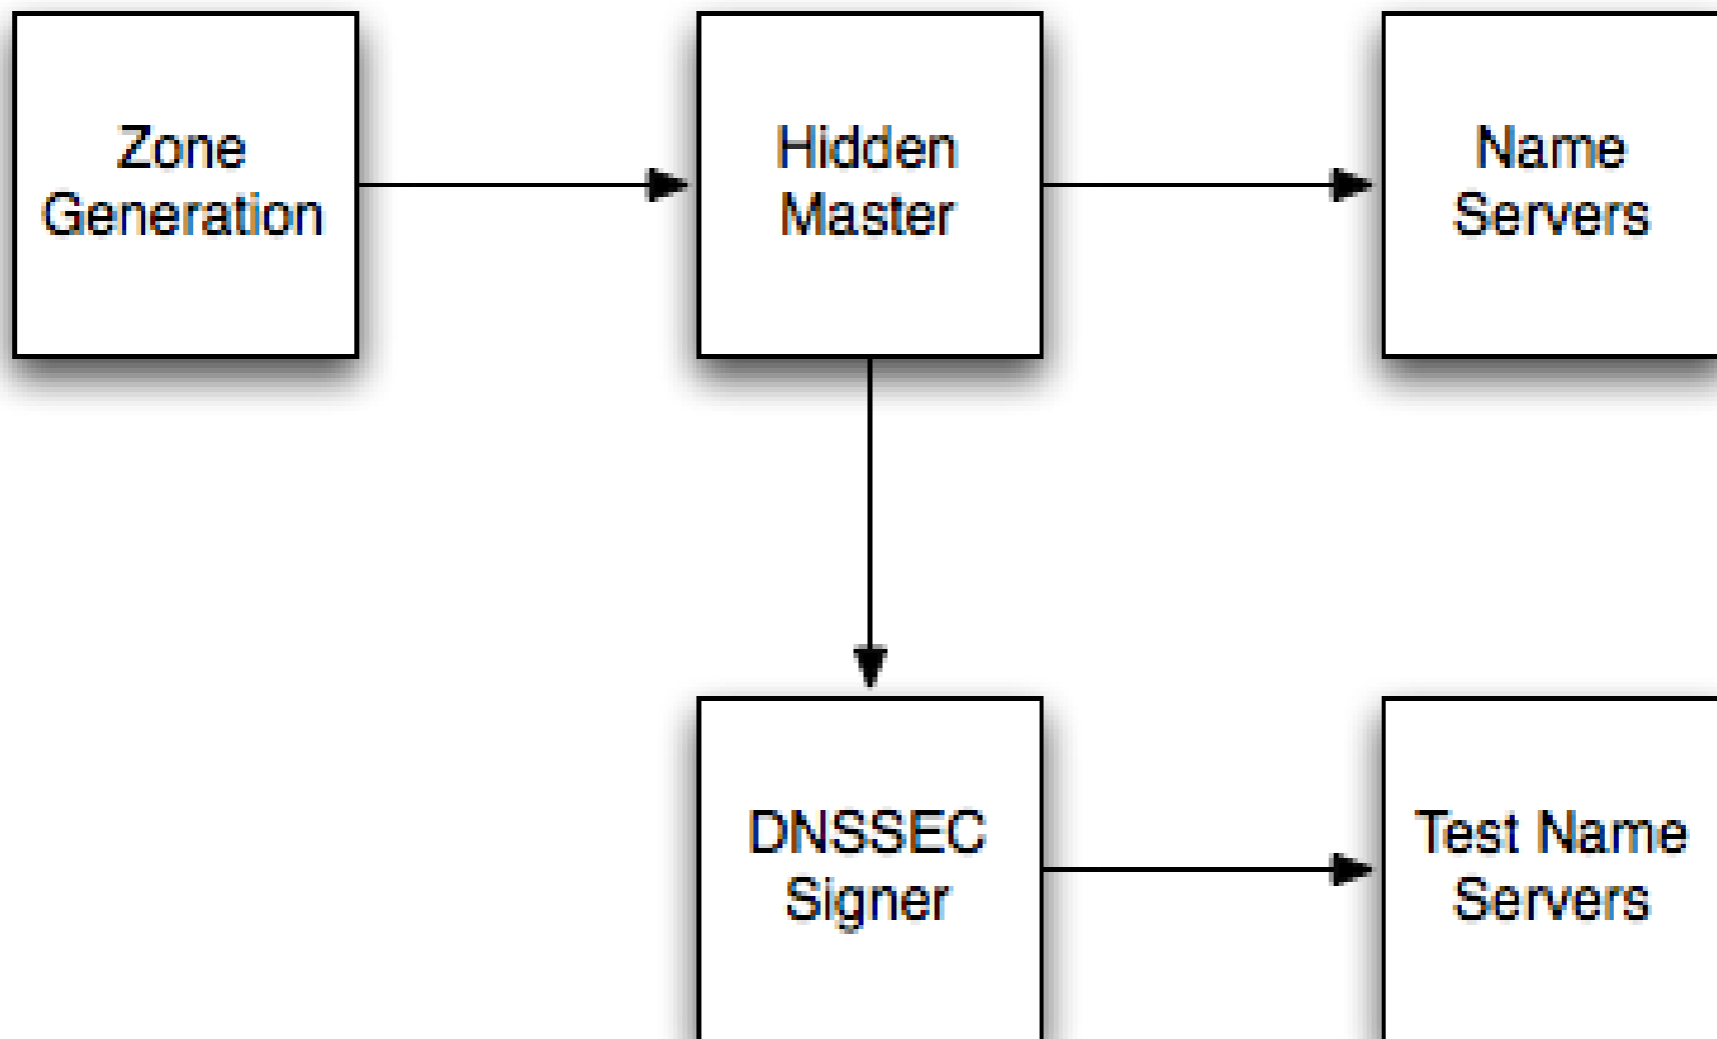 Zone
Generation
Hidden
Master
Name
Servers
DNSSEC
Signer
Test Name
Servers